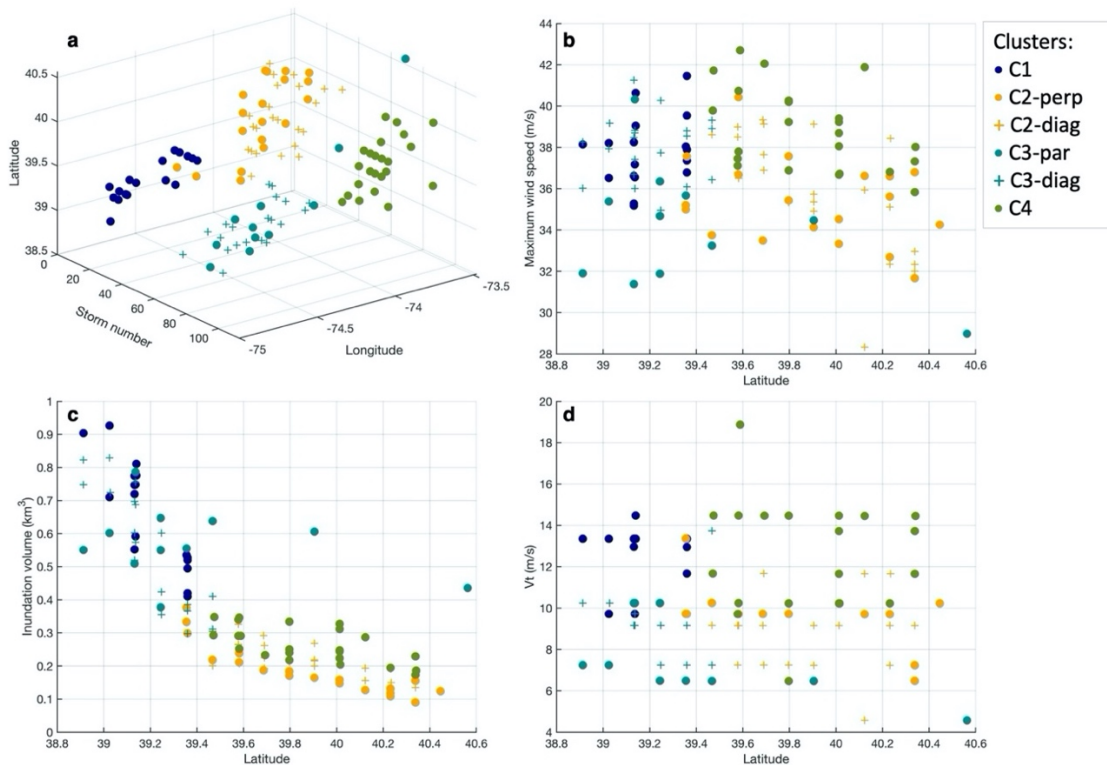 a
40.5
40
39.5
39
38.5
Latitude
0
20
40
60
80
100
Storm number
-75
-74.5
-74
-73.5
Longitude
b
44
42
40
38
36
34
32
30
28
Maximum wind speed (m/s)
38.8 39 39.2 39.4 39.6 39.8 40 40.2 40.4 40.6
Latitude
Clusters:
C1
C2-perp
C2-diag
C3-par
C3-diag
C4
c
1
0.9
0.8
0.7
0.6
0.5
0.4
0.3
0.2
0.1
0
Inundation volume (km³)
38.8 39 39.2 39.4 39.6 39.8 40 40.2 40.4 40.6
Latitude
d
20
18
16
14
12
10
8
6
4
Vt (m/s)
38.8 39 39.2 39.4 39.6 39.8 40 40.2 40.4 40.6
Latitude